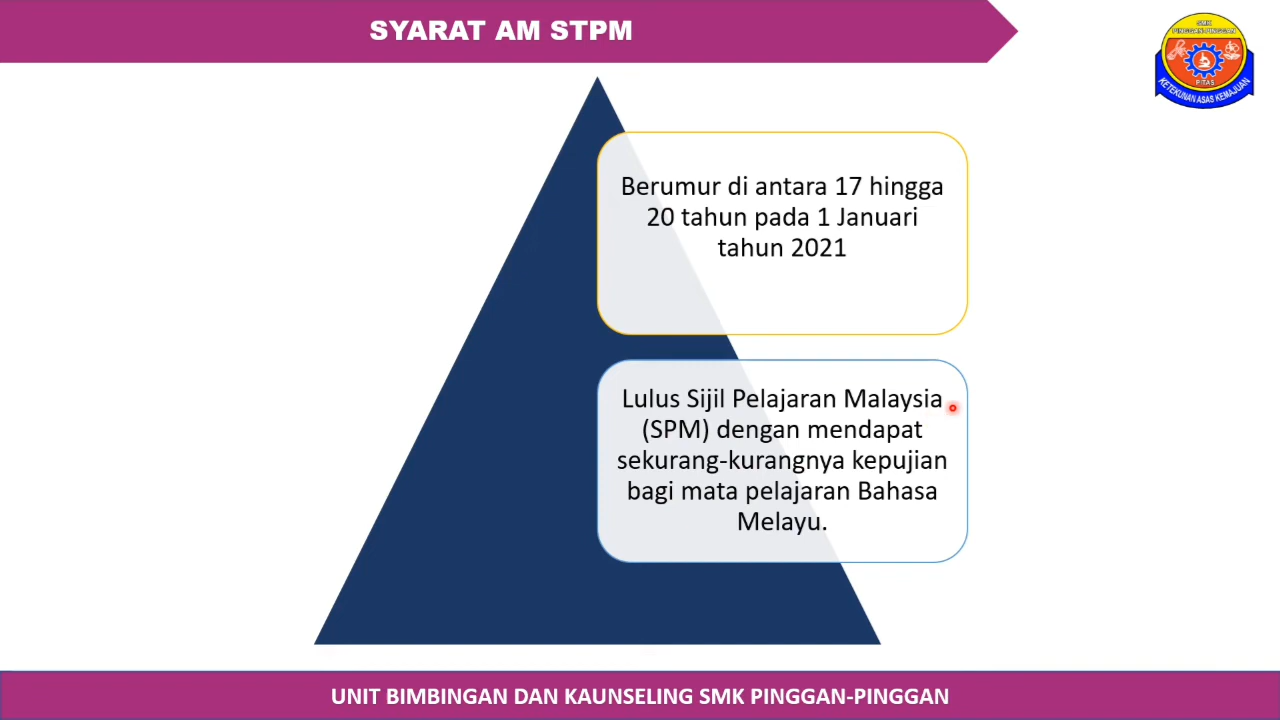 SYARAT AM STPM
SMK
PINGGAN-PINGGAN
PITAS
KETEKUNAN ASAS KEMAJUAN
Berumur di antara 17 hingga
20 tahun pada 1 Januari
tahun 2021
Lulus Sijil Pelajaran Malaysia
(SPM) dengan mendapat
sekurang-kurangnya kepujian
bagi mata pelajaran Bahasa
Melayu.
UNIT BIMBINGAN DAN KAUNSELING SMK PINGGAN-PINGGAN